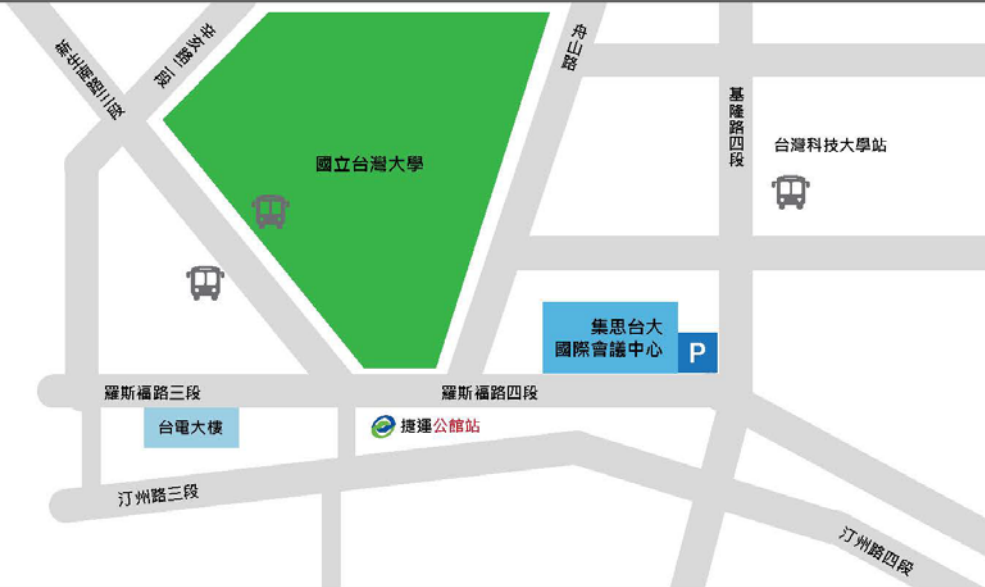 新生南路三段
辛亥路二段
舟山路
國立台灣大學
基隆路四段
台灣科技大學站
集思台大
國際會議中心
P
羅斯福路三段
羅斯福路四段
台電大樓
捷運公館站
汀州路三段
汀州路四段